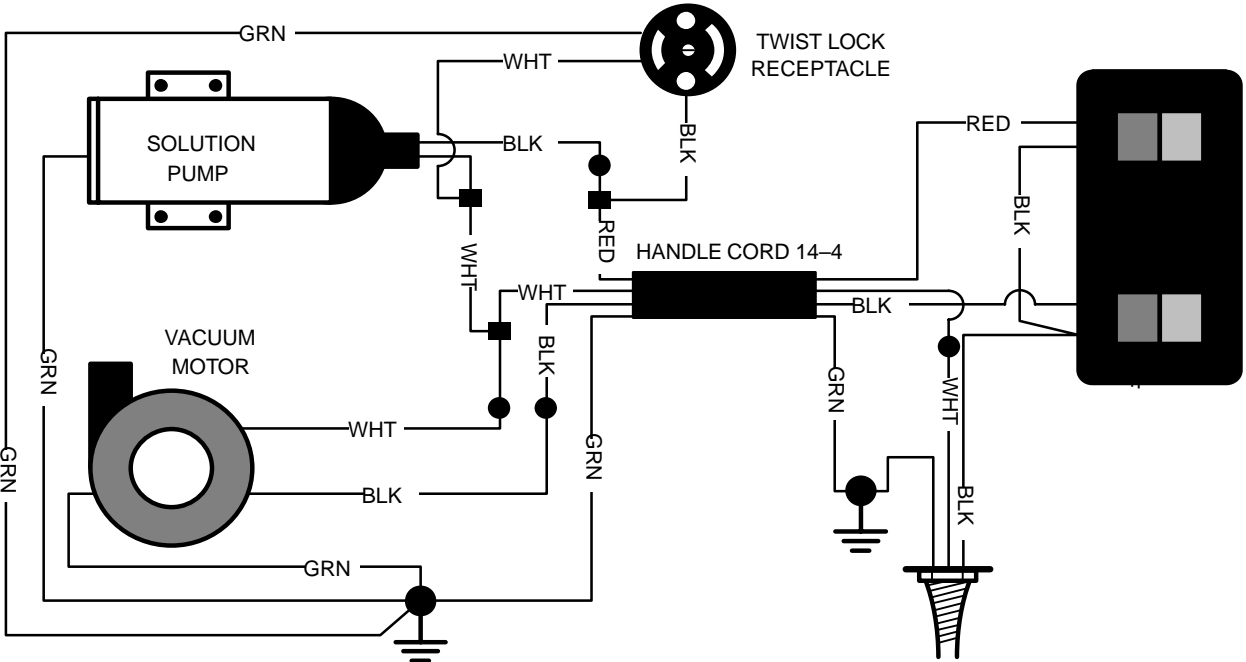 GRN
WHT
TWIST LOCK
RECEPTACLE
SOLUTION
PUMP
BLK
BLK
RED
BLK
WHT
RED
HANDLE CORD 14–4
WHT
BLK
VACUUM
MOTOR
GRN
BLK
GRN
WHT
WHT
GRN
GRN
BLK
BLK
GRN